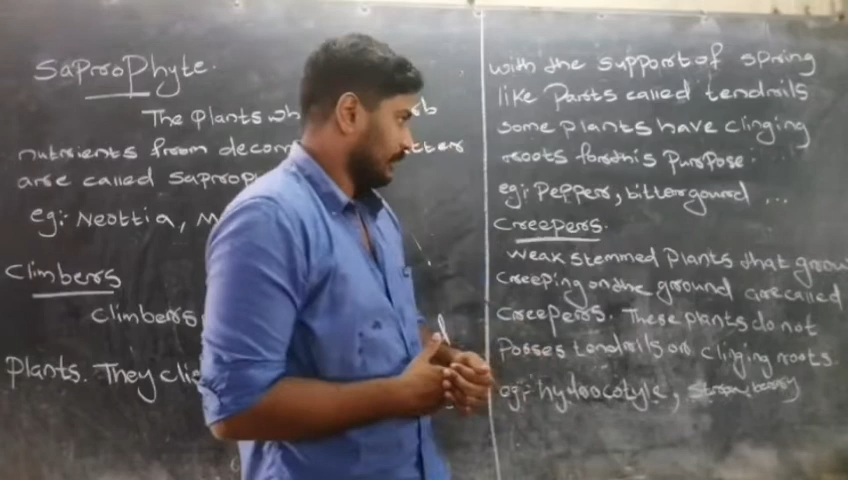 Saprophyte.
The Plants wh
nutrients from decom tter
are called saprop
eg:- Neottia, M
Climbers
climbers
Plants. They cli
with the support of spring
like Parts called tendrils
some plants have clinging
roots for this Purpose.
eg:- Pepper, bittergourd ...
Creepers.
weak stemmed Plants that grow
creeping on the ground are called
creepers. These plants do not
Posses tendrils or clinging roots.
eg:- hydrocotyle,